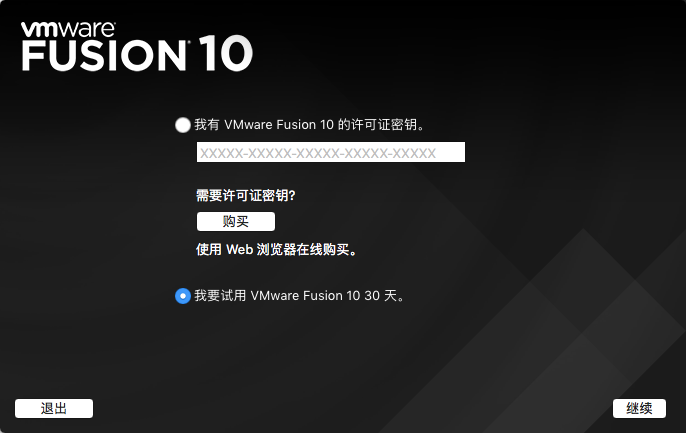 vmware
FUSION 10
我有 VMware Fusion 10 的许可证密钥。
XXXXX-XXXXX-XXXXX-XXXXX-XXXXX
需要许可证密钥?
购买
使用 Web 浏览器在线购买。
我要试用 VMware Fusion 10 30 天。
退出
继续